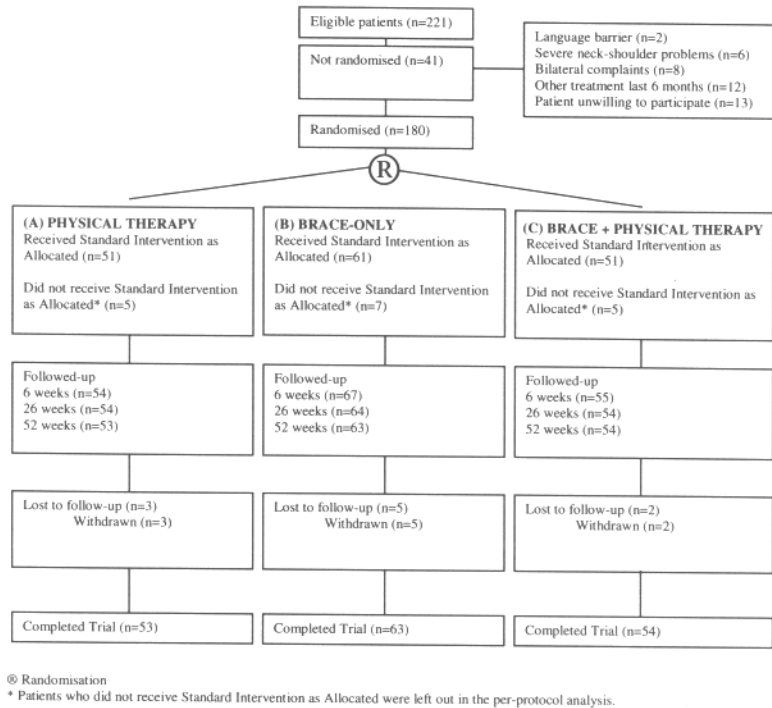 Eligible patients (n=221)
Not randomised (n=41)
Language barrier (n=2)
Severe neck-shoulder problems (n=6)
Bilateral complaints (n=8)
Other treatment last 6 months (n=12)
Patient unwilling to participate (n=13)
Randomised (n=180)
R
(A) PHYSICAL THERAPY
Received Standard Intervention as
Allocated (n=51)
Did not receive Standard Intervention
as Allocated* (n=5)
Followed-up
6 weeks (n=54)
26 weeks (n=54)
52 weeks (n=53)
Lost to follow-up (n=3)
Withdrawn (n=3)
Completed Trial (n=53)
(B) BRACE-ONLY
Received Standard Intervention as
Allocated (n=61)
Did not receive Standard Intervention
as Allocated* (n=7)
Followed-up
6 weeks (n=67)
26 weeks (n=64)
52 weeks (n=63)
Lost to follow-up (n=5)
Withdrawn (n=5)
Completed Trial (n=63)
(C) BRACE + PHYSICAL THERAPY
Received Standard Intervention as
Allocated (n=51)
Did not receive Standard Intervention
as Allocated* (n=5)
Followed-up
6 weeks (n=55)
26 weeks (n=54)
52 weeks (n=54)
Lost to follow-up (n=2)
Withdrawn (n=2)
Completed Trial (n=54)
® Randomisation
* Patients who did not receive Standard Intervention as Allocated were left out in the per-protocol analysis.